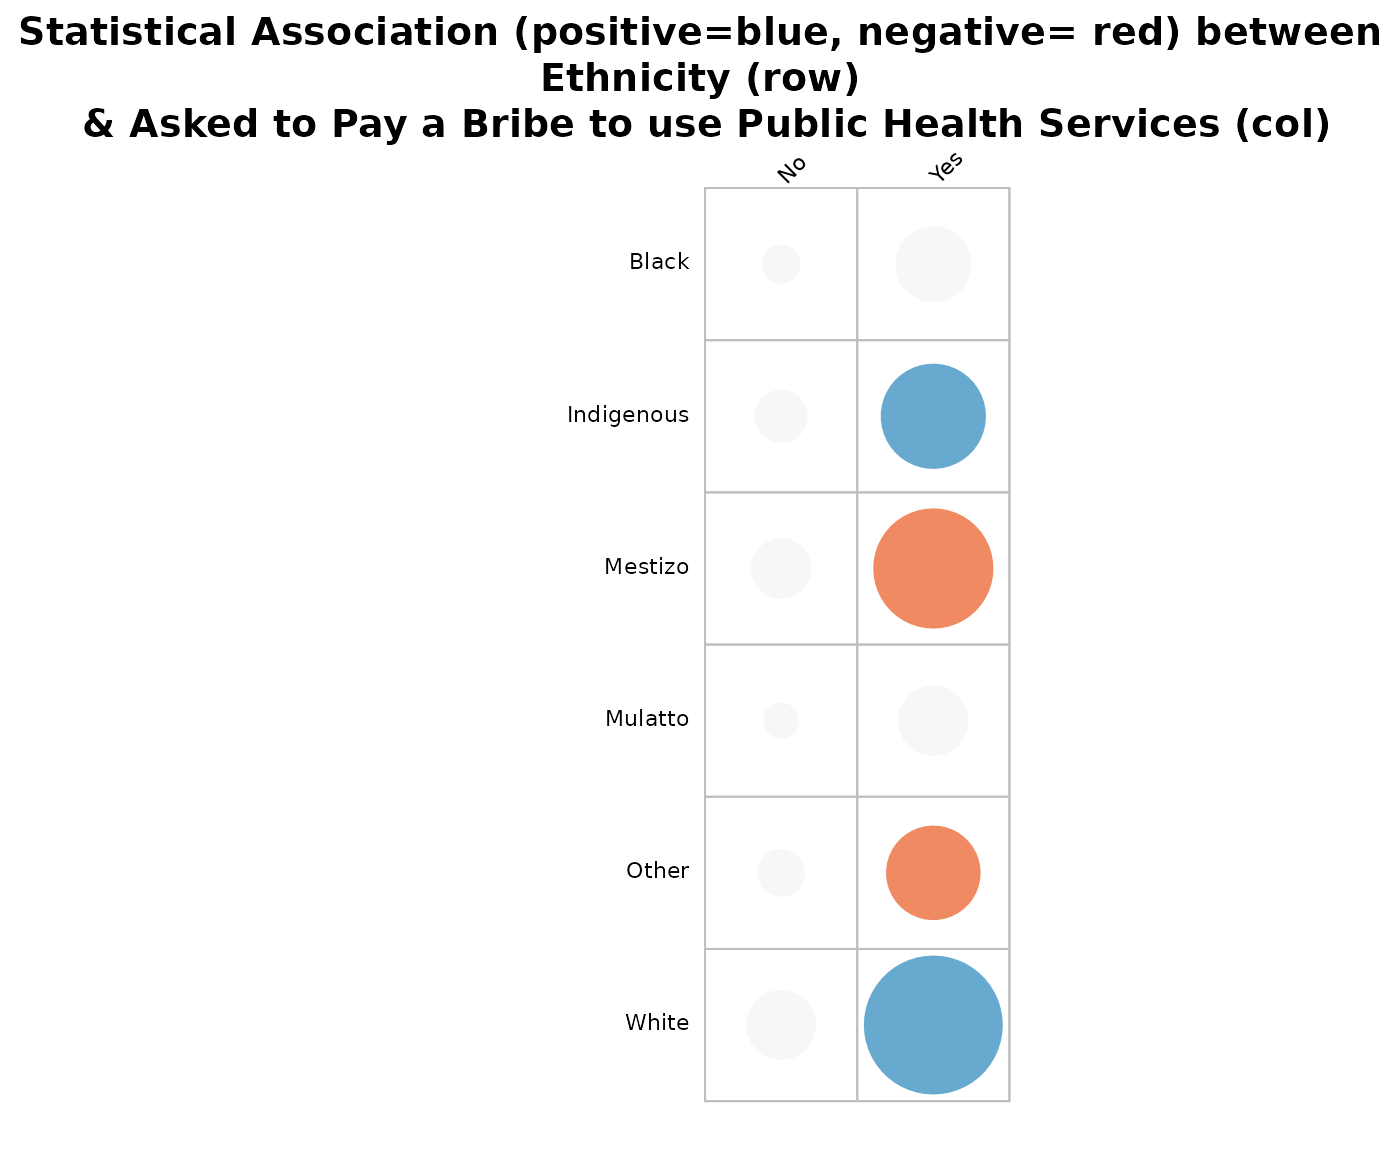 Statistical Association (positive=blue, negative= red) between
Ethnicity (row)
& Asked to Pay a Bribe to use Public Health Services (col)
No
Yes
Black
Indigenous
Mestizo
Mulatto
Other
White